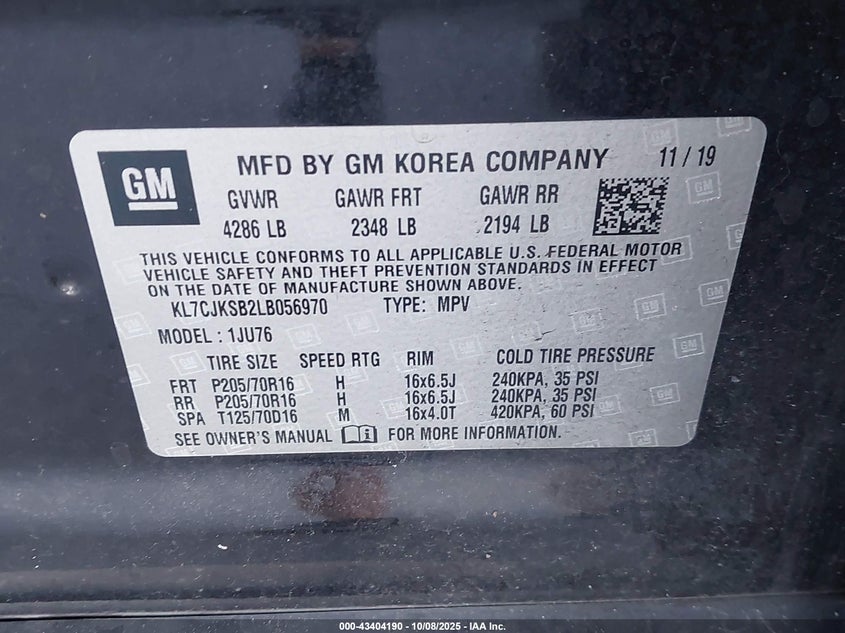 GM
MFD BY GM KOREA COMPANY 11 / 19
GVWR GAWR FRT GAWR RR
4286 LB 2348 LB 2194 LB
THIS VEHICLE CONFORMS TO ALL APPLICABLE U.S. FEDERAL MOTOR
VEHICLE SAFETY AND THEFT PREVENTION STANDARDS IN EFFECT
ON THE DATE OF MANUFACTURE SHOWN ABOVE.
KL7CJKSB2LB056970 TYPE: MPV
MODEL : 1JU76
TIRE SIZE SPEED RTG RIM COLD TIRE PRESSURE
FRT P205/70R16 H 16x6.5J 240KPA, 35 PSI
RR P205/70R16 H 16x6.5J 240KPA, 35 PSI
SPA T125/70D16 M 16x4.0T 420KPA, 60 PSI
SEE OWNER'S MANUAL FOR MORE INFORMATION.
000-43404190 - 10/08/2025 - IAA Inc.